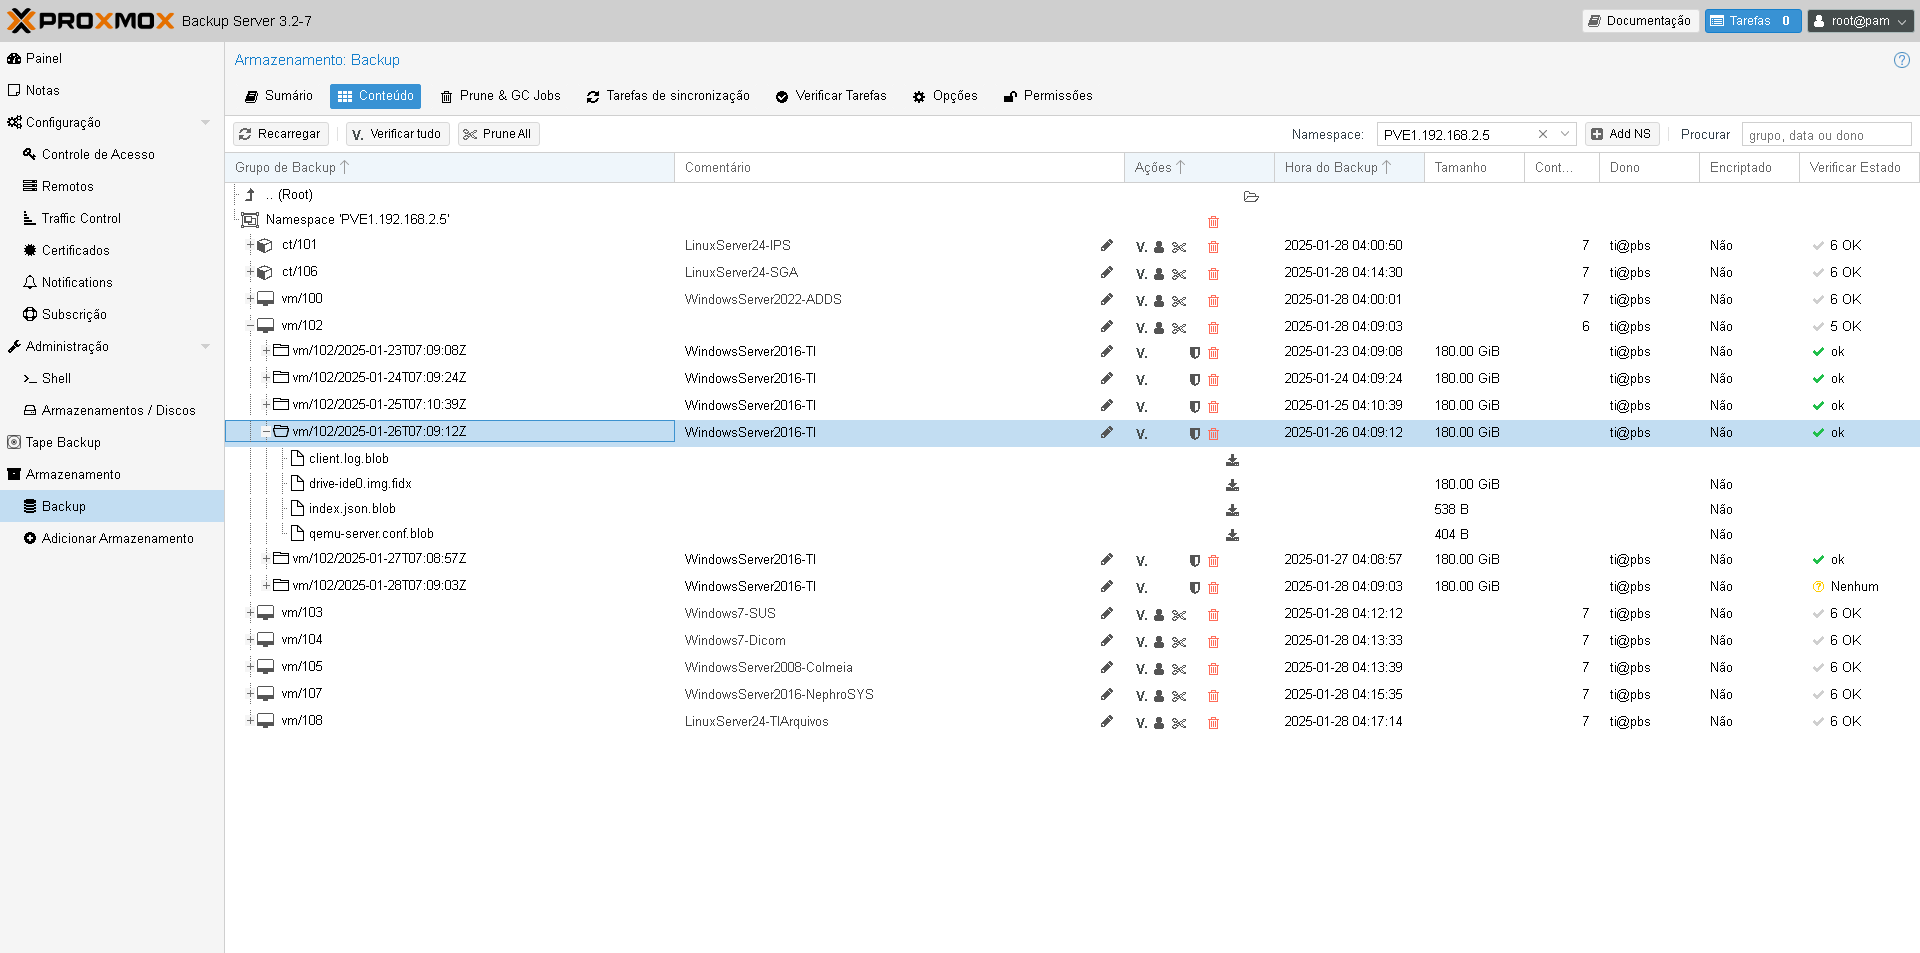 PROXMOX Backup Server 3.2-7
Documentação
Tarefas 0
root@pam
Painel
Notas
Configuração
Controle de Acesso
Remotos
Traffic Control
Certificados
Notifications
Subscrição
Administração
Shell
Armazenamentos / Discos
Tape Backup
Armazenamento
Backup
Adicionar Armazenamento
Armazenamento: Backup
Sumário Conteúdo Prune & GC Jobs Tarefas de sincronização Verificar Tarefas Opções Permissões
Recarregar V. Verificar tudo Prune All Namespace: PVE1.192.168.2.5 Add NS Procurar grupo, data ou dono
Grupo de Backup Comentário Ações Hora do Backup Tamanho Cont... Dono Encriptado Verificar Estado
.. (Root)
Namespace 'PVE1.192.168.2.5'
ct/101 LinuxServer24-IPS V. 2025-01-28 04:00:50 7 ti@pbs Não 6 OK
ct/106 LinuxServer24-SGA V. 2025-01-28 04:14:30 7 ti@pbs Não 6 OK
vm/100 WindowsServer2022-ADDS V. 2025-01-28 04:00:01 7 ti@pbs Não 6 OK
vm/102 V. 2025-01-28 04:09:03 6 ti@pbs Não 5 OK
vm/102/2025-01-23T07:09:08Z WindowsServer2016-TI V. 2025-01-23 04:09:08 180.00 GiB ti@pbs Não ok
vm/102/2025-01-24T07:09:24Z WindowsServer2016-TI V. 2025-01-24 04:09:24 180.00 GiB ti@pbs Não ok
vm/102/2025-01-25T07:10:39Z WindowsServer2016-TI V. 2025-01-25 04:10:39 180.00 GiB ti@pbs Não ok
vm/102/2025-01-26T07:09:12Z WindowsServer2016-TI V. 2025-01-26 04:09:12 180.00 GiB ti@pbs Não ok
client.log.blob
drive-ide0.img.fidx 180.00 GiB Não
index.json.blob 538 B Não
qemu-server.conf.blob 404 B Não
vm/102/2025-01-27T07:08:57Z WindowsServer2016-TI V. 2025-01-27 04:08:57 180.00 GiB ti@pbs Não ok
vm/102/2025-01-28T07:09:03Z WindowsServer2016-TI V. 2025-01-28 04:09:03 180.00 GiB ti@pbs Não Nenhum
vm/103 Windows7-SUS V. 2025-01-28 04:12:12 7 ti@pbs Não 6 OK
vm/104 Windows7-Dicom V. 2025-01-28 04:13:33 7 ti@pbs Não 6 OK
vm/105 WindowsServer2008-Colmeia V. 2025-01-28 04:13:39 7 ti@pbs Não 6 OK
vm/107 WindowsServer2016-NephroSYS V. 2025-01-28 04:15:35 7 ti@pbs Não 6 OK
vm/108 LinuxServer24-TIArquivos V. 2025-01-28 04:17:14 7 ti@pbs Não 6 OK